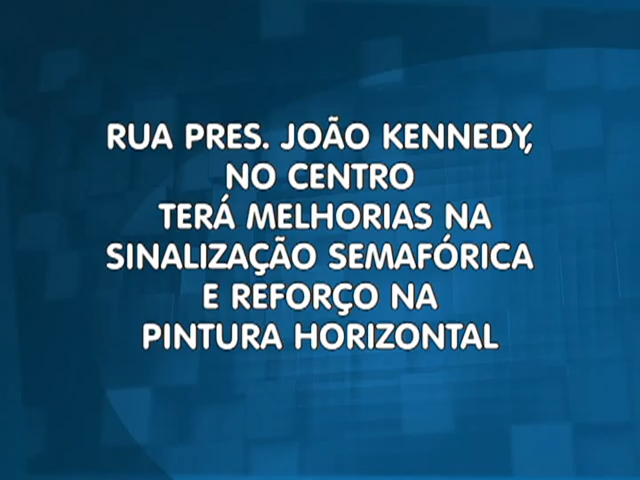 RUA PRES. JOÃO KENNEDY,
NO CENTRO
TERÁ MELHORIAS NA
SINALIZAÇÃO SEMAFÓRICA
E REFORÇO NA
PINTURA HORIZONTAL